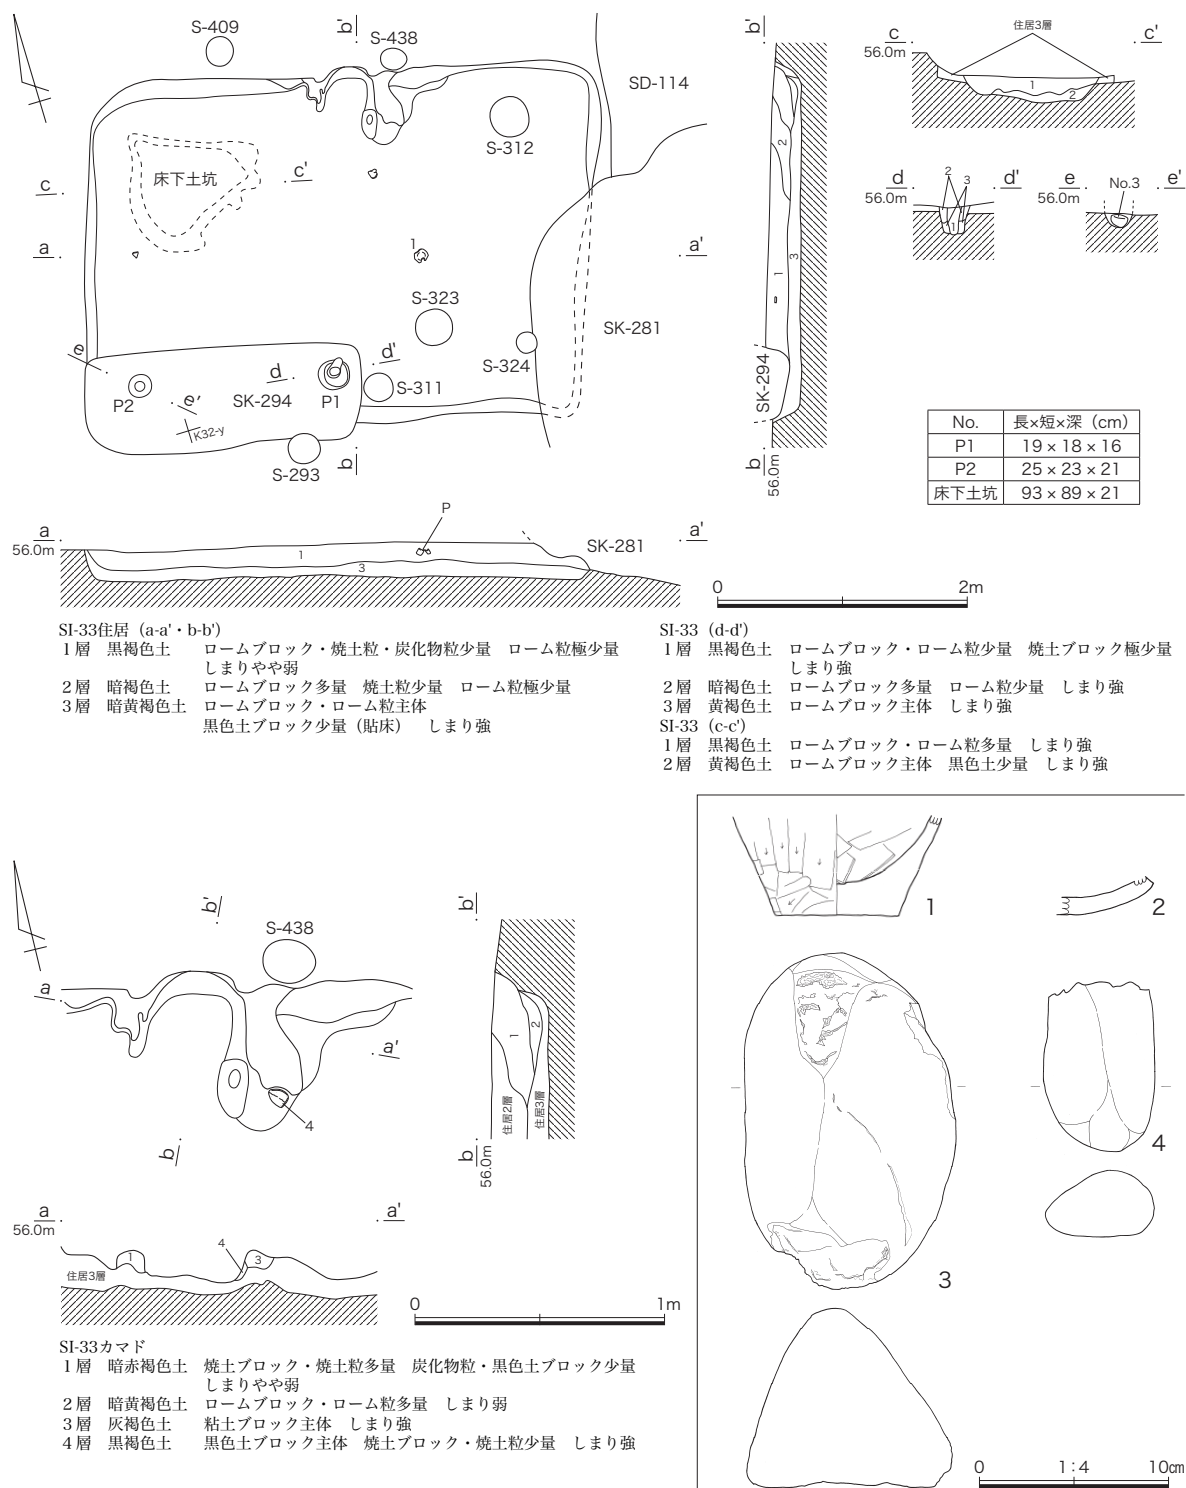 S-409
b'
S-438
SD-114
S-312
床下土坑
c
c'
a
1
a'
S-323
SK-281
S-324
e
d
d'
P2
e'
SK-294
P1
S-311
K32-y
S-293
b
b'
2
1
3
SK-294
b
56.0m
住居3層
c
c'
56.0m
1
2
d
2
3
d'
56.0m
1
e
No.3
e'
56.0m
No. 長×短×深（cm）
P1 19×18×16
P2 25×23×21
床下土坑 93×89×21
P
a
a'
56.0m
SK-281
1
3
0 2m
SI-33住居（a-a'・b-b'）
1層 黒褐色土 ロームブロック・焼土粒・炭化物粒少量 ローム粒極少量
しまりやや弱
2層 暗褐色土 ロームブロック多量 焼土粒少量 ローム粒極少量
3層 暗黄褐色土 ロームブロック・ローム粒主体
黒色土ブロック少量（貼床） しまり強
SI-33（d-d'）
1層 黒褐色土 ロームブロック・ローム粒少量 焼土ブロック極少量
しまり強
2層 暗褐色土 ロームブロック多量 ローム粒少量 しまり強
3層 黄褐色土 ロームブロック主体 しまり強
SI-33（c-c'）
1層 黒褐色土 ロームブロック・ローム粒多量 しまり強
2層 黄褐色土 ロームブロック主体 黒色土少量 しまり強
b'
S-438
a
a'
4
b
b'
1
2
住居2層
住居3層
b
56.0m
a
a'
56.0m
1
4
3
住居3層
0 1m
SI-33カマド
1層 暗赤褐色土 焼土ブロック・焼土粒多量 炭化物粒・黒色土ブロック少量
しまりやや弱
2層 暗黄褐色土 ロームブロック・ローム粒多量 しまり弱
3層 灰褐色土 粘土ブロック主体 しまり強
4層 黒褐色土 黒色土ブロック主体 焼土ブロック・焼土粒少量 しまり強
1
2
3
4
0 1:4 10cm